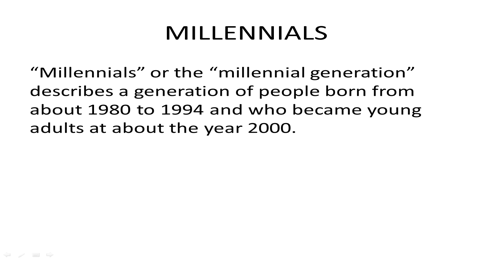 MILLENNIALS
“Millennials” or the “millennial generation”
describes a generation of people born from
about 1980 to 1994 and who became young
adults at about the year 2000.